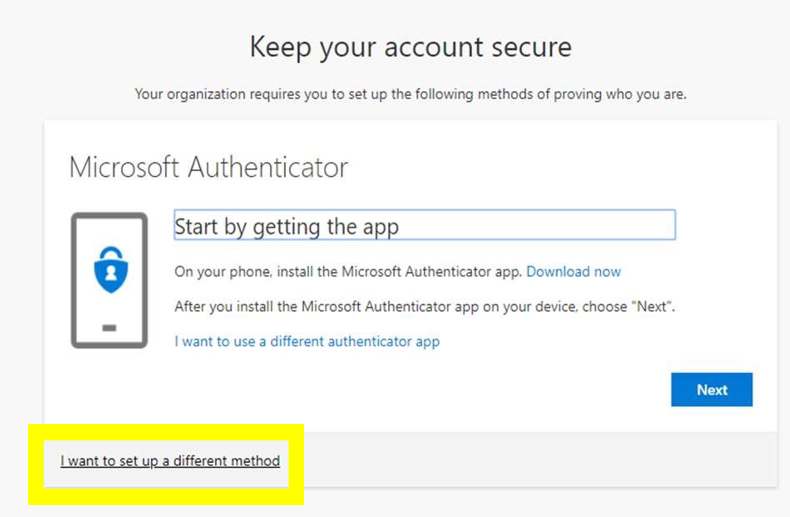 Keep your account secure
Your organization requires you to set up the following methods of proving who you are.
Microsoft Authenticator
Start by getting the app
On your phone, install the Microsoft Authenticator app. Download now
After you install the Microsoft Authenticator app on your device, choose "Next".
I want to use a different authenticator app
Next
I want to set up a different method